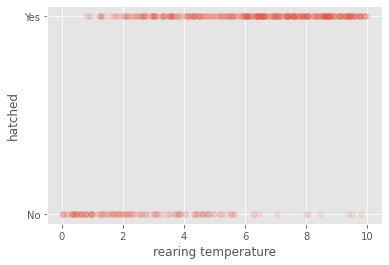 Yes
hatched
No
0 2 4 6 8 10
rearing temperature